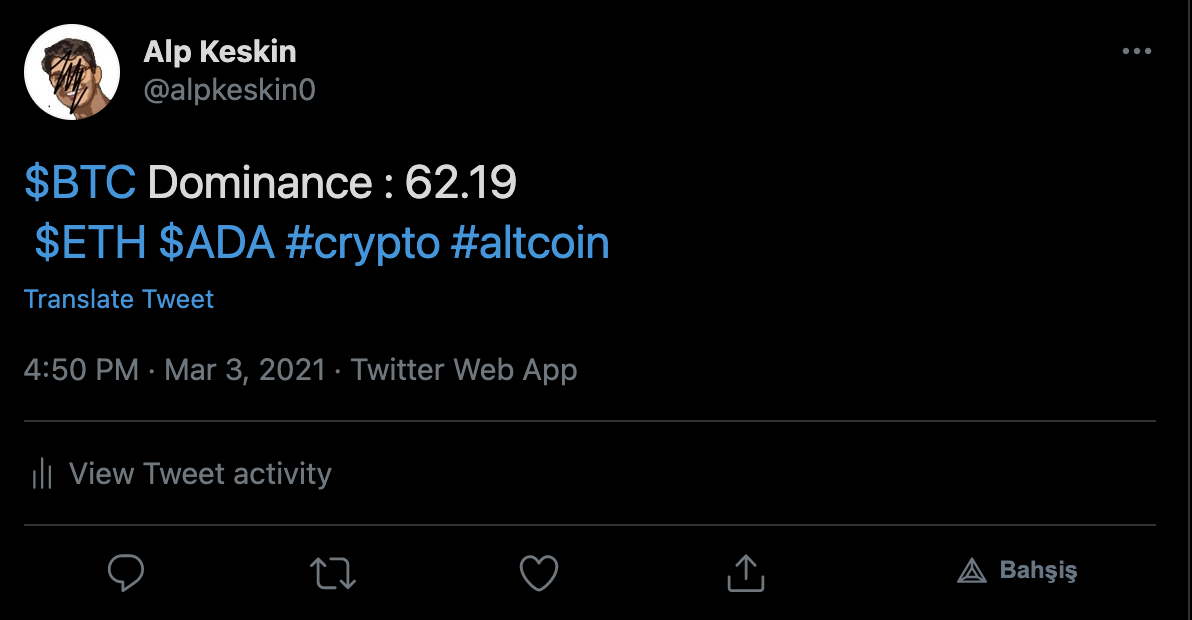 Alp Keskin
@alpkeskin0
$BTC Dominance : 62.19
$ETH $ADA #crypto #altcoin
Translate Tweet
4:50 PM · Mar 3, 2021 · Twitter Web App
View Tweet activity
Bahşiş